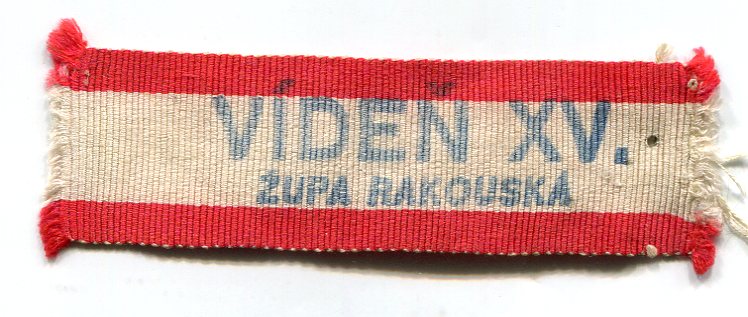 VÍDEŇ XV.
ŽUPA RAKOUSKÁ